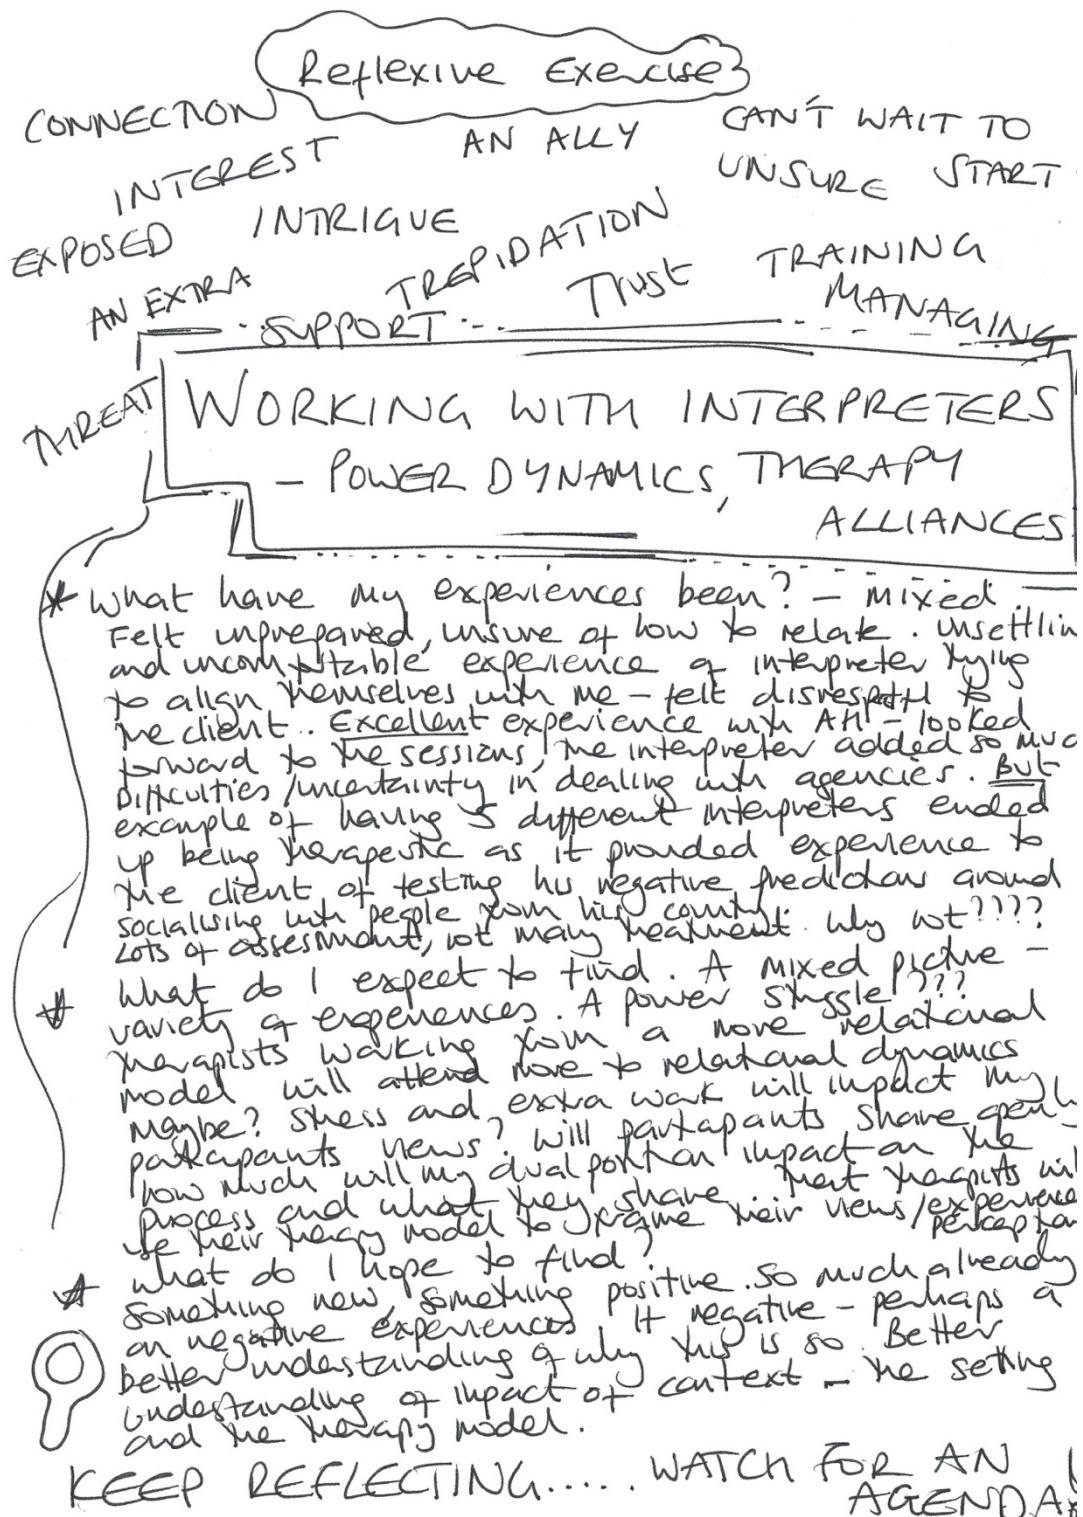 Reflexive Exercise
CONNECTION
AN ALLY
CAN'T WAIT TO
START
INTEREST
UNSURE
EXPOSED
INTRIGUE
TREPIDATION
TRAINING
AN EXTRA
Trust
MANAGING
SUPPORT
THREAT
WORKING WITH INTERPRETERS
- POWER DYNAMICS, THERAPY
ALLIANCES
* What have my experiences been? - mixed.
Felt unprepared, unsure of how to relate. Unsettlin
and uncomfortable experience of interpreter trying
to align themselves with me - felt disrespectful to
the client. Excellent experience with AH - looked
forward to the sessions, the interpreter added so muc
Difficulties/uncertainty in dealing with agencies. But
example of having 5 different interpreters ended
up being therapeutic as it provided experience to
the client of testing his negative predictions around
socialising with people from his country.
Lots of assessment, not many treatment. Why not????
* What do I expect to find. A mixed picture -
variety of experiences. A power struggle!???
Therapists working from a more relational
model will attend more to relational dynamics
maybe? Stress and extra work will impact my
participants views? Will participants share openly
how much will my dual position impact on the
process and what they share. That therapists wil
use their therapy model to frame their views/experience
perception
* What do I hope to find?
Something new, something positive. So much already
on negative experiences. If negative - perhaps a
better understanding of why this is so. Better
understanding of impact of context - the setting
and the therapy model.
KEEP REFLECTING..... WATCH FOR AN
AGENDA